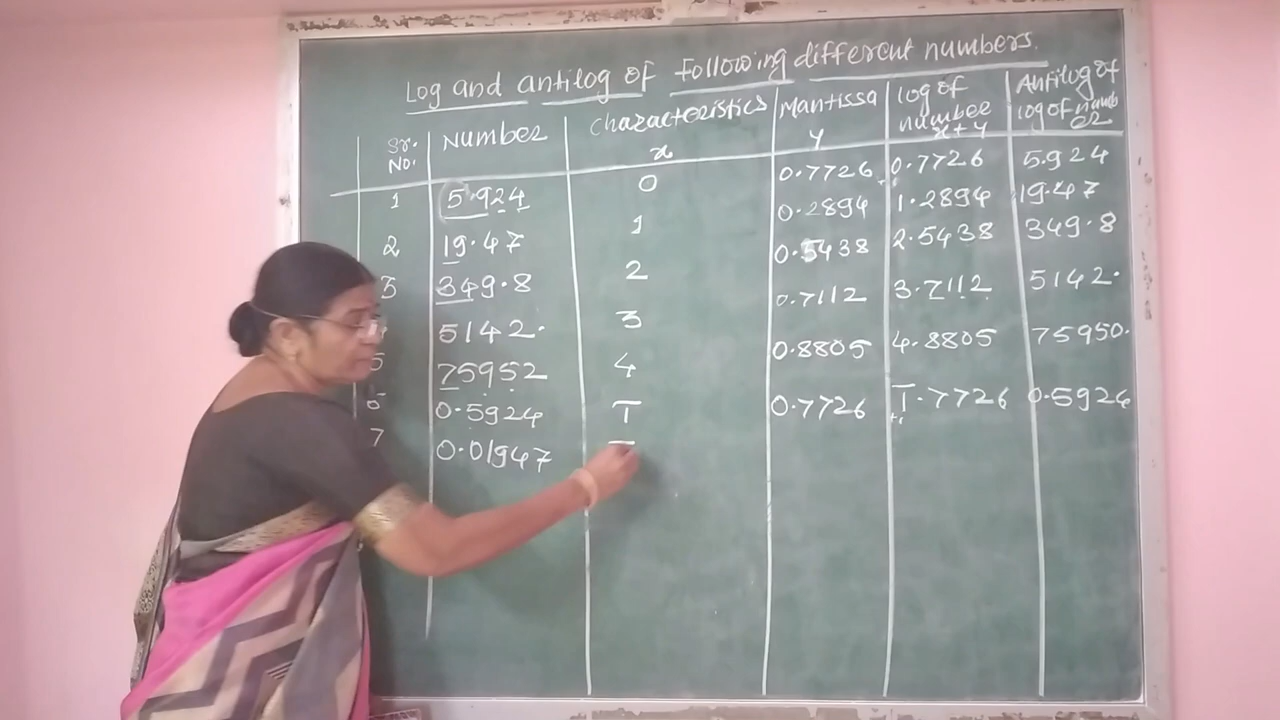 Log and antilog of following different numbers.
Sr. No. Number Characteristics x Mantissa y log of number x+y Antilog of log of number
1 5.924 0 0.7726 0.7726 5.924
2 19.47 1 0.2894 1.2894 19.47
3 349.8 2 0.5438 2.5438 349.8
5142. 3 0.7112 3.7112 5142.
5 75952 4 0.8805 4.8805 75950.
6 0.5924 1̅ 0.7726 1̅.7726 0.5924
7 0.01947